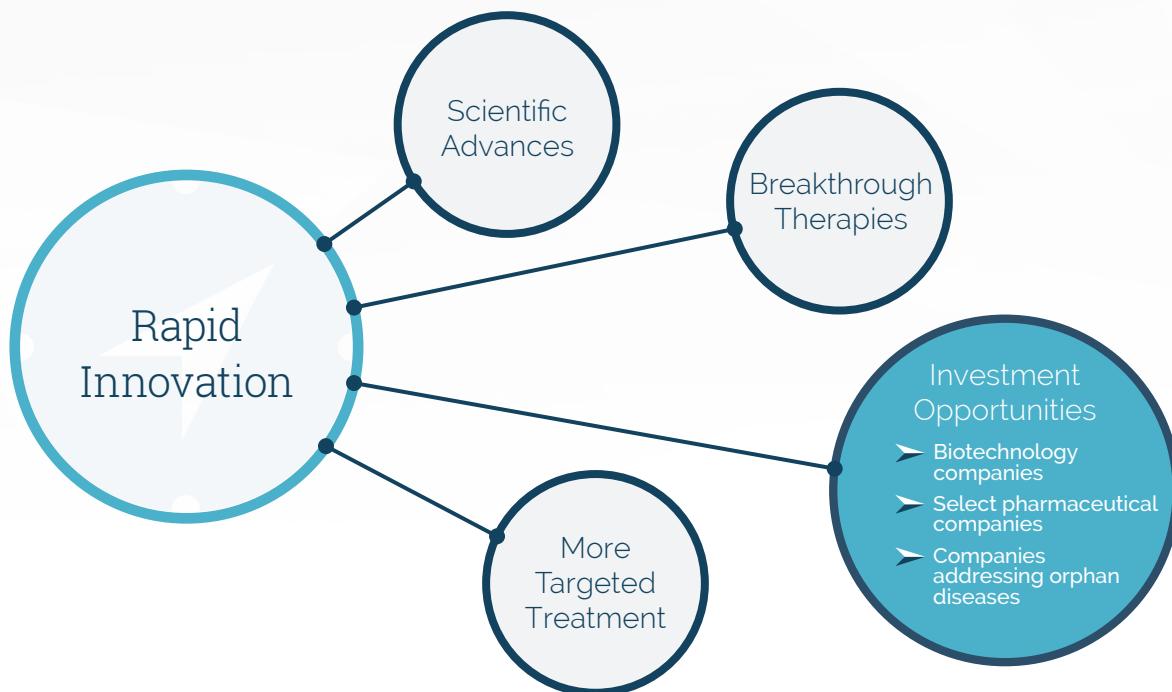 Scientific
Advances
Breakthrough
Therapies
Rapid
Innovation
Investment
Opportunities
Biotechnology
companies
Select pharmaceutical
companies
Companies
addressing orphan
diseases
More
Targeted
Treatment